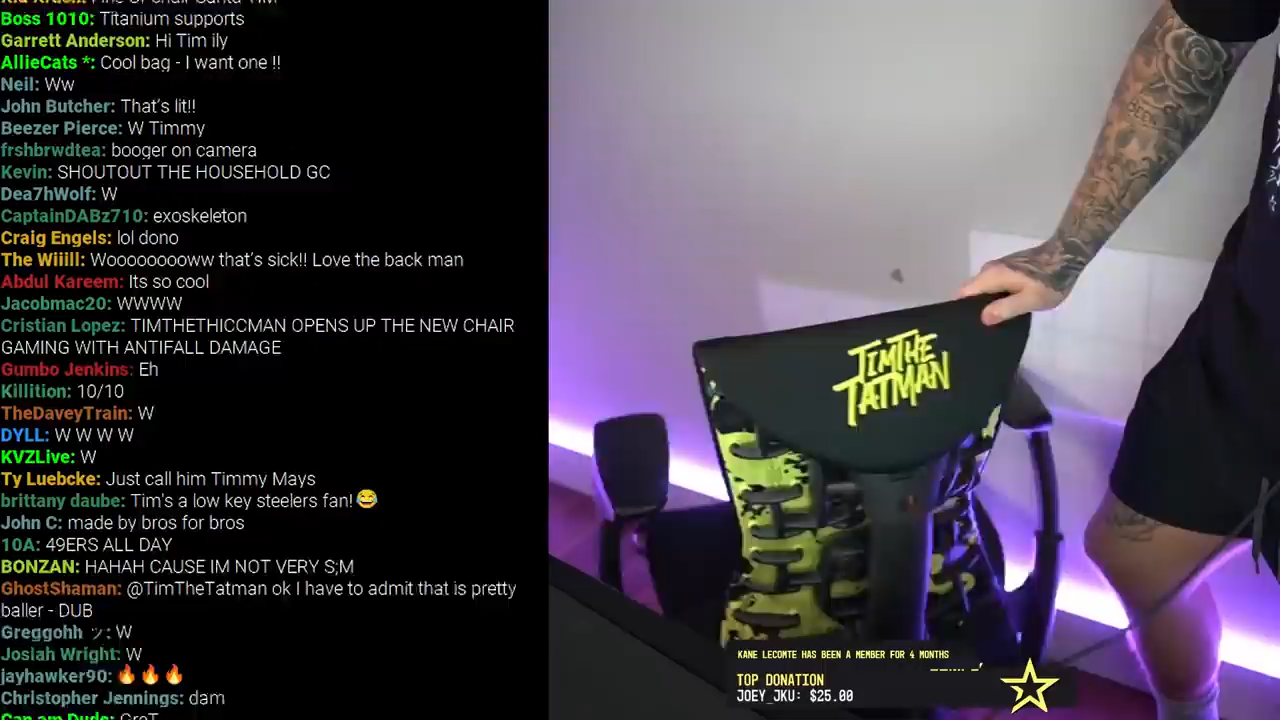 Boss 1010: Titanium supports
Garrett Anderson: Hi Tim ily
AllieCats *: Cool bag - I want one !!
Neil: Ww
John Butcher: That's lit!!
Beezer Pierce: W Timmy
frshbrwdtea: booger on camera
Kevin: SHOUTOUT THE HOUSEHOLD GC
Dea7hWolf: W
CaptainDABz710: exoskeleton
Craig Engels: lol dono
The Wiiill: Wooooooooww that's sick!! Love the back man
Abdul Kareem: Its so cool
Jacobmac20: WWWW
Cristian Lopez: TIMTHETHICCMAN OPENS UP THE NEW CHAIR
GAMING WITH ANTIFALL DAMAGE
Gumbo Jenkins: Eh
Killition: 10/10
TheDaveyTrain: W
DYLL: W W W W
KVZLive: W
Ty Luebcke: Just call him Timmy Mays
brittany daube: Tim's a low key steelers fan! 😂
John C: made by bros for bros
10A: 49ERS ALL DAY
BONZAN: HAHAH CAUSE IM NOT VERY S;M
GhostShaman: @TimTheTatman ok I have to admit that is pretty
baller - DUB
Greggohh ッ: W
Josiah Wright: W
jayhawker90: 🔥🔥🔥
Christopher Jennings: dam
TIMTHE
TATMAN
KANE LECOMTE HAS BEEN A MEMBER FOR 4 MONTHS
TOP DONATION
JOEY_JKU: $25.00